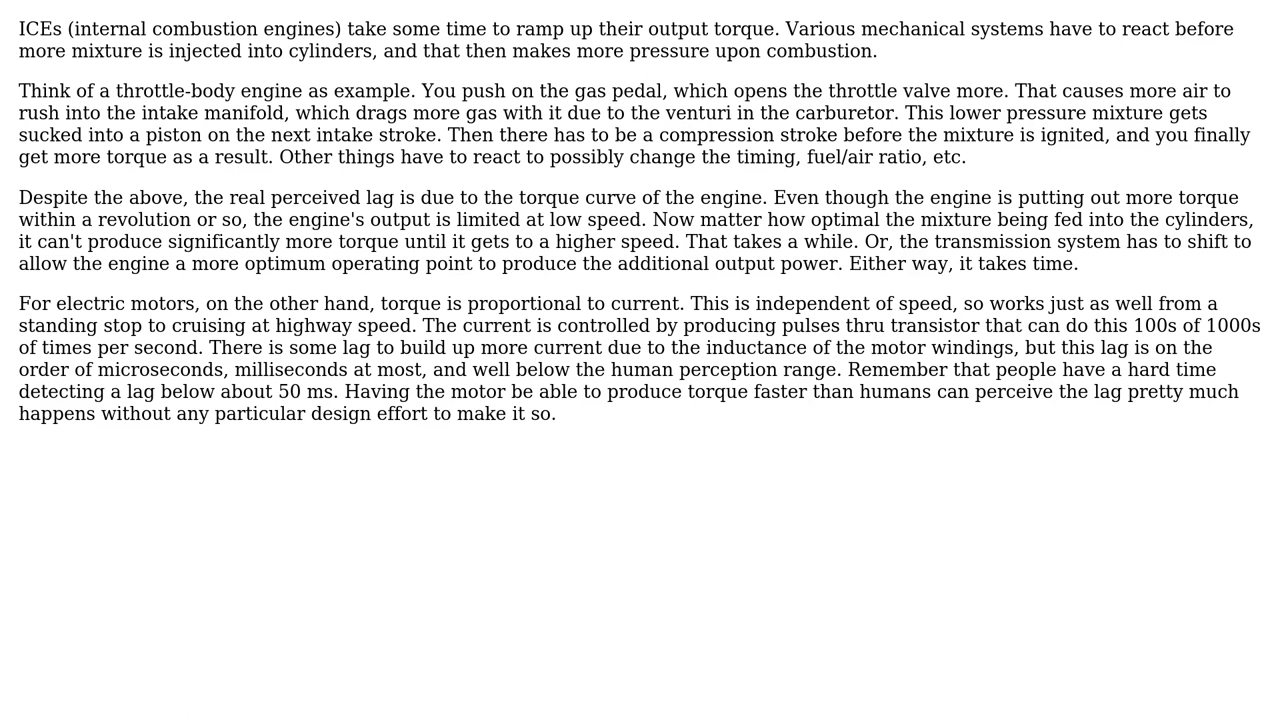 ICEs (internal combustion engines) take some time to ramp up their output torque. Various mechanical systems have to react before
more mixture is injected into cylinders, and that then makes more pressure upon combustion.
Think of a throttle-body engine as example. You push on the gas pedal, which opens the throttle valve more. That causes more air to
rush into the intake manifold, which drags more gas with it due to the venturi in the carburetor. This lower pressure mixture gets
sucked into a piston on the next intake stroke. Then there has to be a compression stroke before the mixture is ignited, and you finally
get more torque as a result. Other things have to react to possibly change the timing, fuel/air ratio, etc.
Despite the above, the real perceived lag is due to the torque curve of the engine. Even though the engine is putting out more torque
within a revolution or so, the engine's output is limited at low speed. Now matter how optimal the mixture being fed into the cylinders,
it can't produce significantly more torque until it gets to a higher speed. That takes a while. Or, the transmission system has to shift to
allow the engine a more optimum operating point to produce the additional output power. Either way, it takes time.
For electric motors, on the other hand, torque is proportional to current. This is independent of speed, so works just as well from a
standing stop to cruising at highway speed. The current is controlled by producing pulses thru transistor that can do this 100s of 1000s
of times per second. There is some lag to build up more current due to the inductance of the motor windings, but this lag is on the
order of microseconds, milliseconds at most, and well below the human perception range. Remember that people have a hard time
detecting a lag below about 50 ms. Having the motor be able to produce torque faster than humans can perceive the lag pretty much
happens without any particular design effort to make it so.